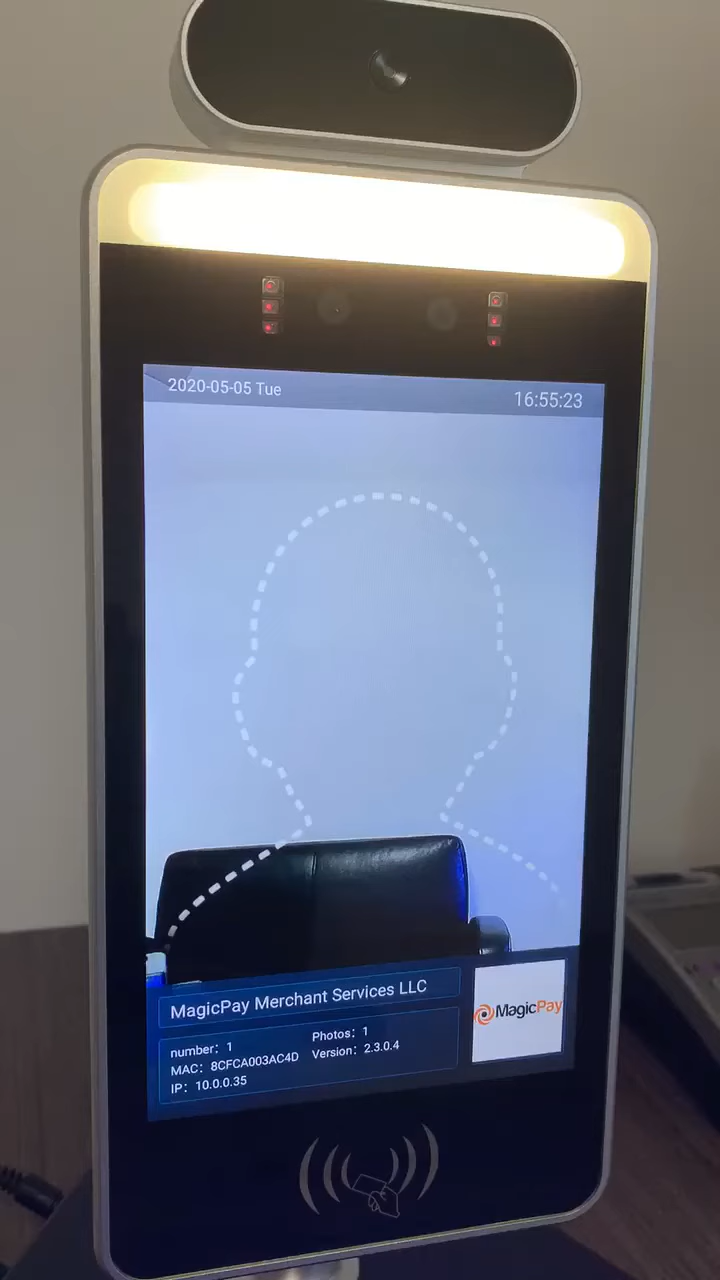 2020-05-05 Tue 16:55:23
MagicPay Merchant Services LLC
number: 1 Photos: 1
MAC: 8CFCA003AC4D Version: 2.3.0.4
IP: 10.0.0.35
MagicPay